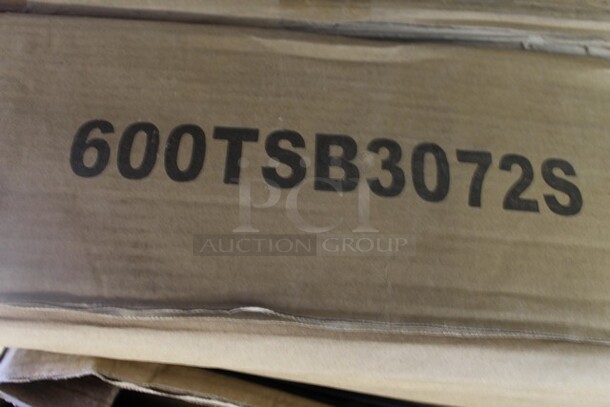 600TSB3072S
PCI
AUCTION GROUP